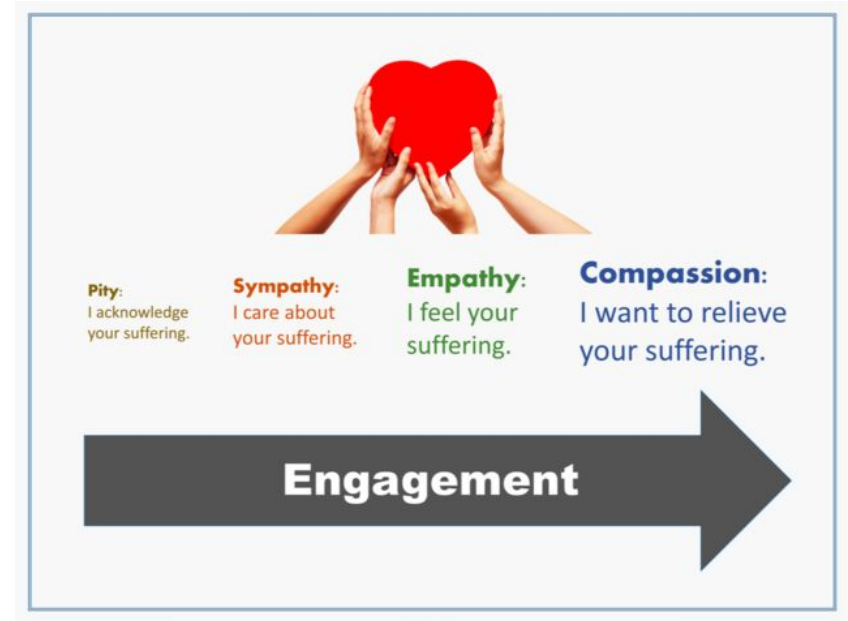 Pity:
I acknowledge
your suffering.
Sympathy:
I care about
your suffering.
Empathy:
I feel your
suffering.
Compassion:
I want to relieve
your suffering.
Engagement